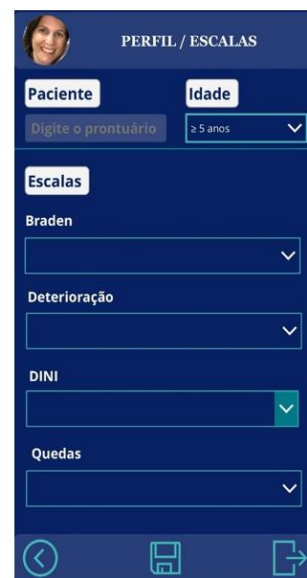 PERFIL / ESCALAS
Paciente Idade
Digite o prontuário ≥ 5 anos
Escalas
Braden
Deterioração
DINI
Quedas